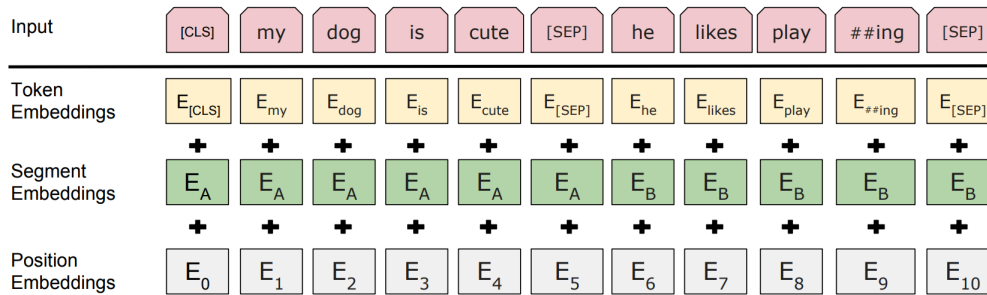 Input [CLS] my dog is cute [SEP] he likes play ##ing [SEP]
Token Embeddings E[CLS] Emy Edog Eis Ecute E[SEP] Ehe Elikes Eplay E##ing E[SEP]
+ + + + + + + + + + +
Segment Embeddings EA EA EA EA EA EA EB EB EB EB EB
+ + + + + + + + + + +
Position Embeddings E0 E1 E2 E3 E4 E5 E6 E7 E8 E9 E10